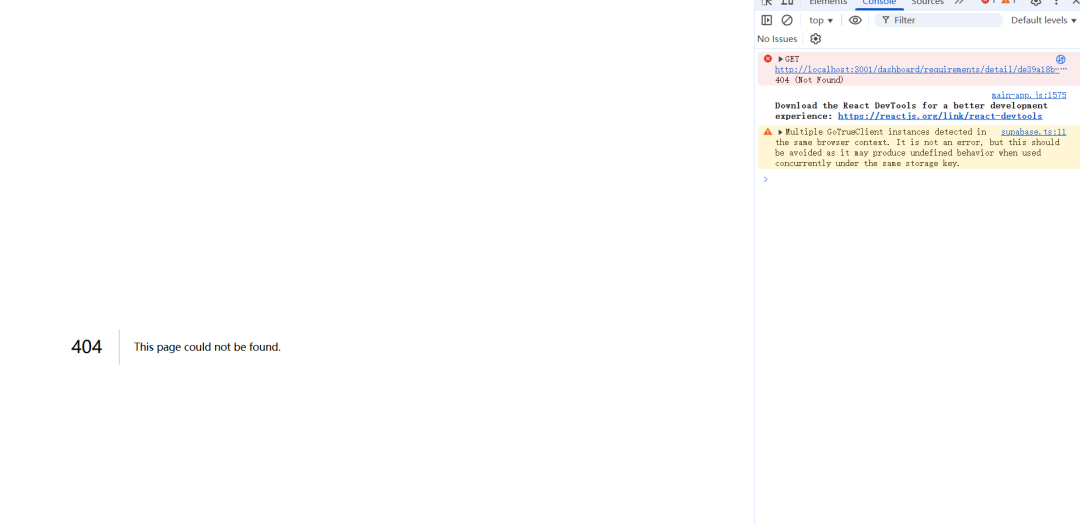 Elements Console Sources
top Filter Default levels
No Issues
GET
http://localhost:3001/dashboard/requirements/detail/de39a18b-…
404 (Not Found)
main-app.js:1575
Download the React DevTools for a better development
experience: https://reactjs.org/link/react-devtools
Multiple GoTrueClient instances detected in supabase.ts:11
the same browser context. It is not an error, but this should
be avoided as it may produce undefined behavior when used
concurrently under the same storage key.
404 This page could not be found.